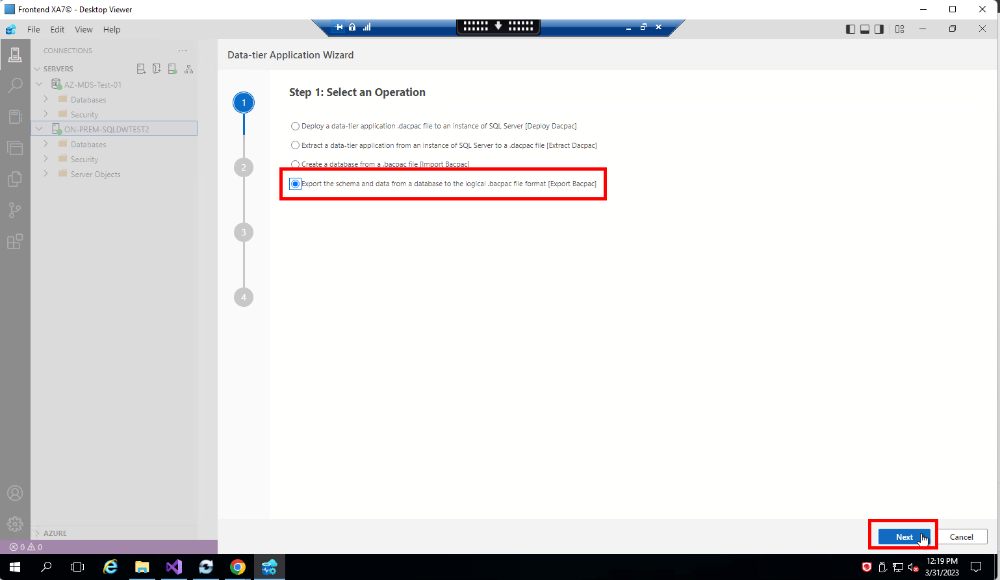 Frontend XA7© - Desktop Viewer
File Edit View Help
CONNECTIONS
SERVERS
AZ-MDS-Test-01
Databases
Security
ON-PREM-SQLDWTEST2
Databases
Security
Server Objects
AZURE
0 0
Data-tier Application Wizard
1
2
3
4
Step 1: Select an Operation
Deploy a data-tier application .dacpac file to an instance of SQL Server [Deploy Dacpac]
Extract a data-tier application from an instance of SQL Server to a .dacpac file [Extract Dacpac]
Create a database from a .bacpac file [Import Bacpac]
Export the schema and data from a database to the logical .bacpac file format [Export Bacpac]
Next Cancel
12:19 PM
3/31/2023